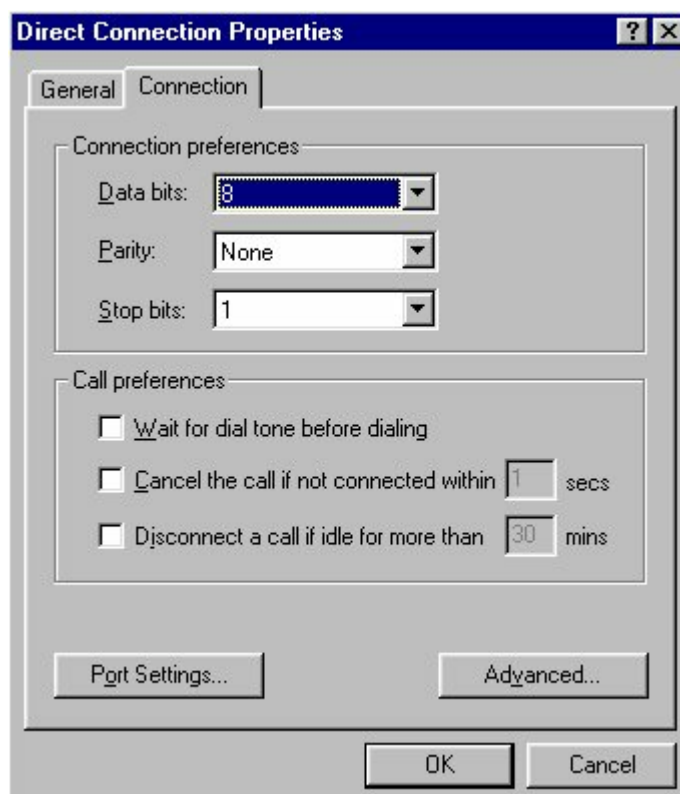 Direct Connection Properties
General Connection
Connection preferences
Data bits: 8
Parity: None
Stop bits: 1
Call preferences
Wait for dial tone before dialing
Cancel the call if not connected within 1 secs
Disconnect a call if idle for more than 30 mins
Port Settings... Advanced...
OK Cancel